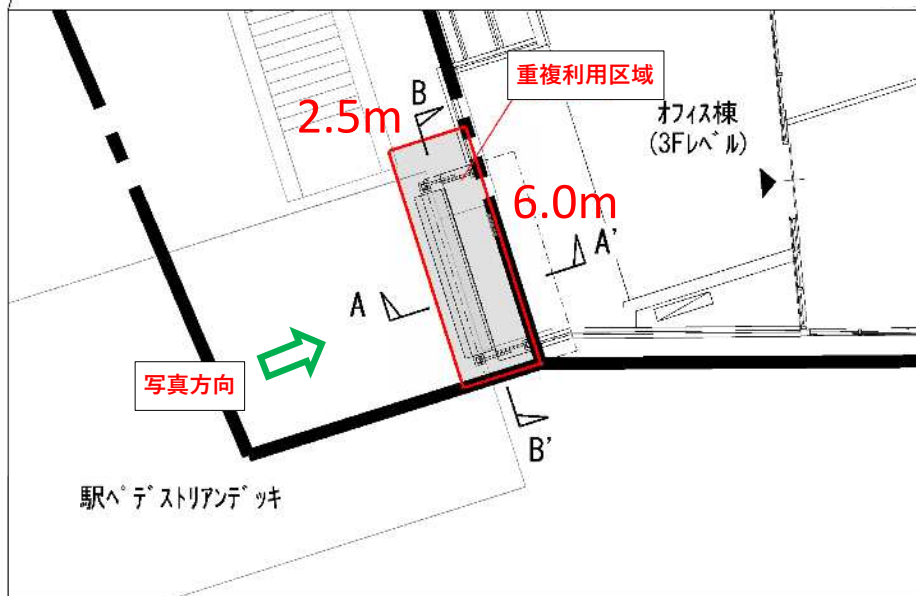 重複利用区域
B
2.5m
オフィス棟
(3Fレベル)
6.0m
A'
A
写真方向
B'
駅ペデストリアンデッキ